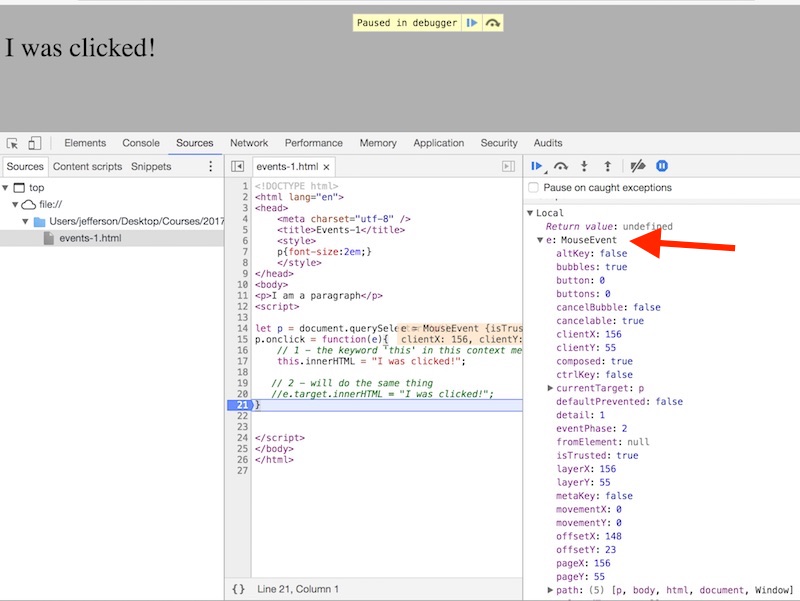 Paused in debugger
I was clicked!
Elements Console Sources Network Performance Memory Application Security Audits
Sources Content scripts Snippets
top
file://
Users/jefferson/Desktop/Courses/2017
events-1.html
events-1.html ×
1 <!DOCTYPE html>
2 <html lang="en">
3 <head>
4 <meta charset="utf-8" />
5 <title>Events-1</title>
6 <style>
7 p{font-size:2em;}
8 </style>
9 </head>
10 <body>
11 <p>I am a paragraph</p>
12 <script>
13
14 let p = document.querySele e = MouseEvent {isTrus
15 p.onclick = function(e){ clientX: 156, clientY:
16 // 1 - the keyword 'this' in this context me
17 this.innerHTML = "I was clicked!";
18
19 // 2 - will do the same thing
20 //e.target.innerHTML = "I was clicked!";
21 }
22
23
24 </script>
25 </body>
26 </html>
27
{} Line 21, Column 1
Pause on caught exceptions
Local
Return value: undefined
e: MouseEvent
altKey: false
bubbles: true
button: 0
buttons: 0
cancelBubble: false
cancelable: true
clientX: 156
clientY: 55
composed: true
ctrlKey: false
currentTarget: p
defaultPrevented: false
detail: 1
eventPhase: 2
fromElement: null
isTrusted: true
layerX: 156
layerY: 55
metaKey: false
movementX: 0
movementY: 0
offsetX: 148
offsetY: 23
pageX: 156
pageY: 55
path: (5) [p, body, html, document, Window]